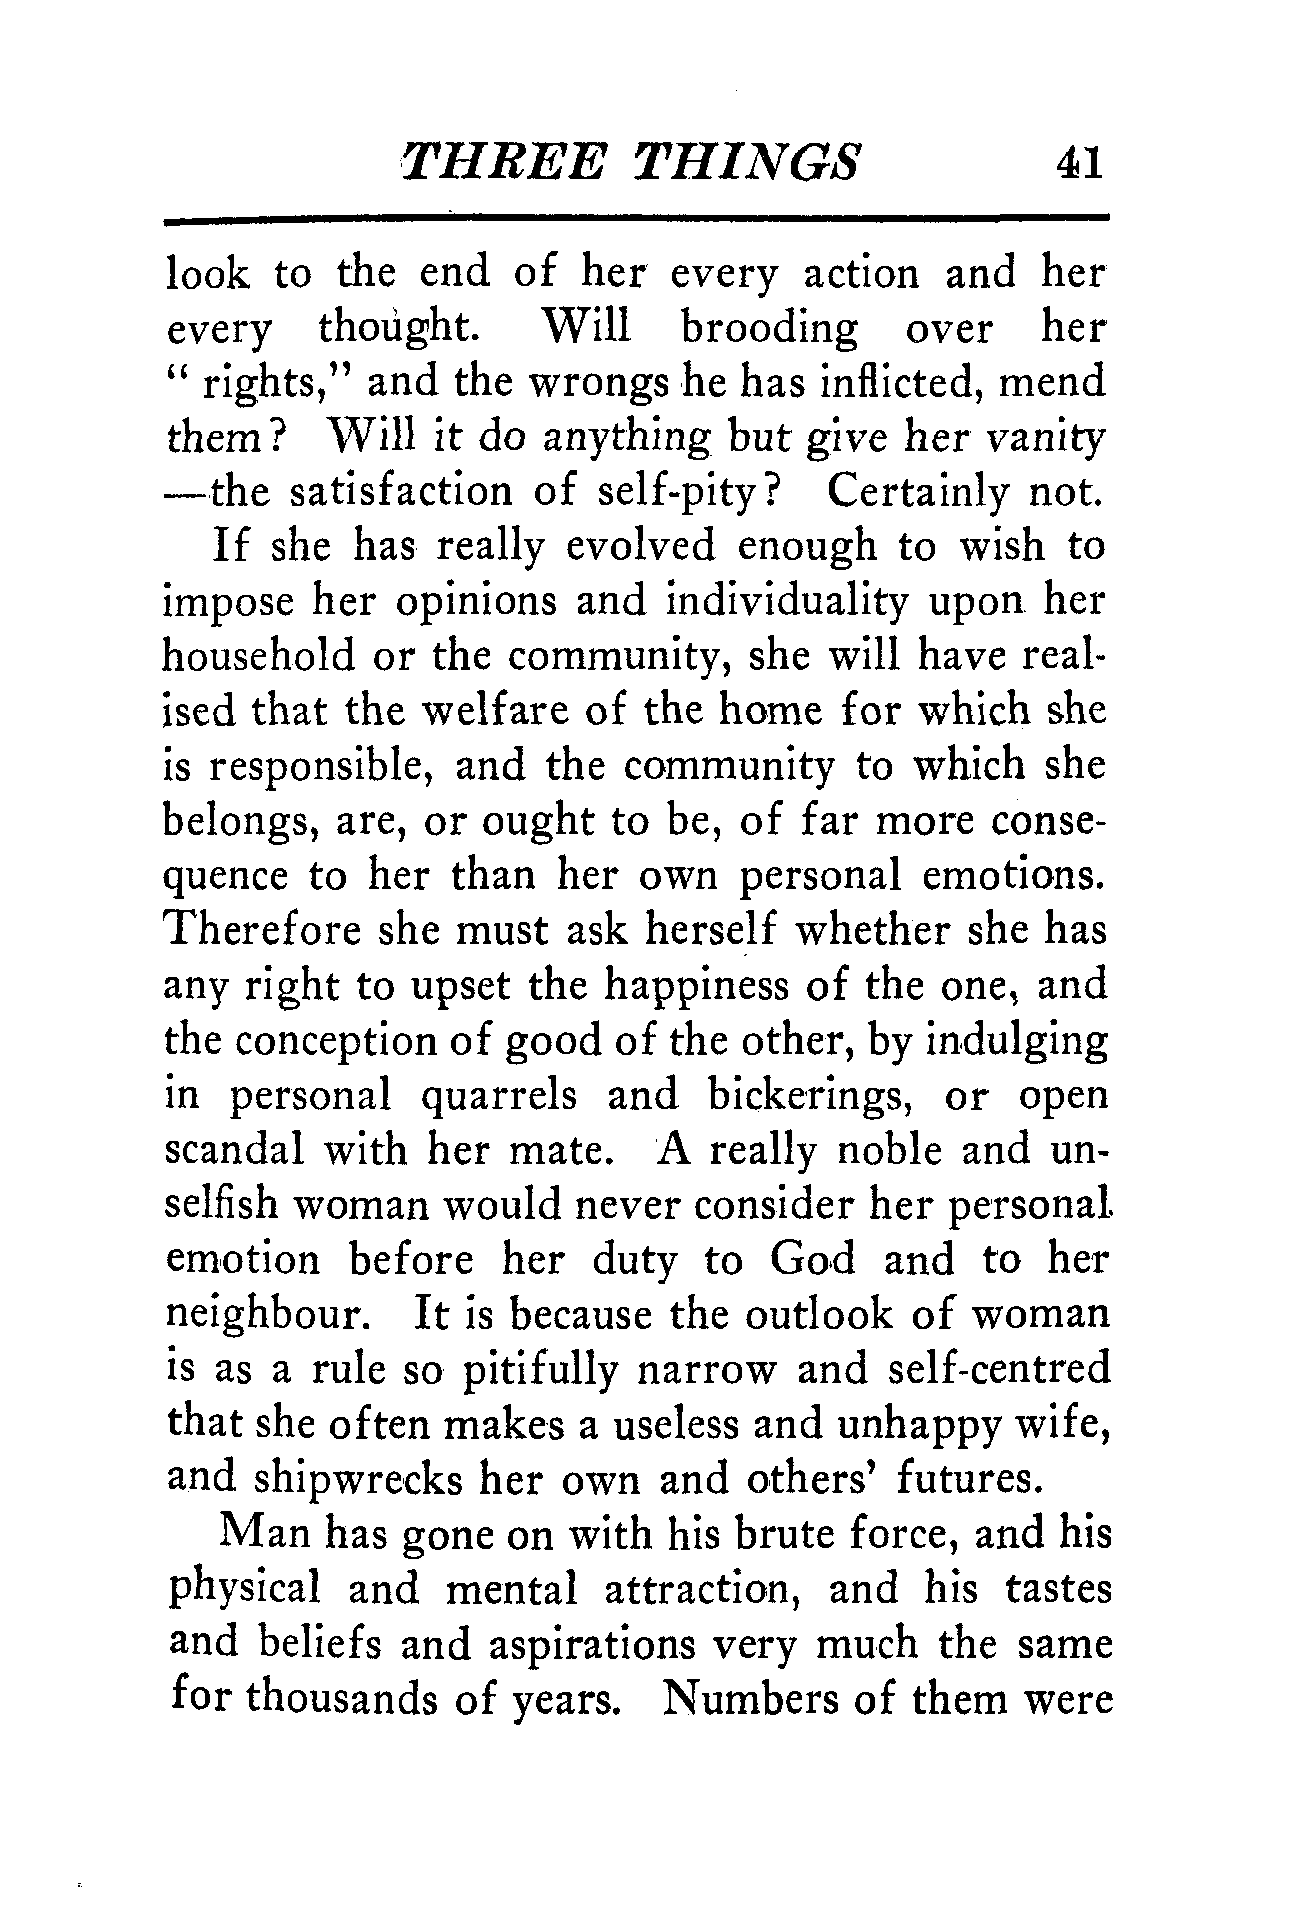 THREE THINGS 41
look to the end of her every action and her
every thought. Will brooding over her
“ rights,” and the wrongs he has inflicted, mend
them? Will it do anything but give her vanity
—the satisfaction of self-pity? Certainly not.
If she has really evolved enough to wish to
impose her opinions and individuality upon her
household or the community, she will have real-
ised that the welfare of the home for which she
is responsible, and the community to which she
belongs, are, or ought to be, of far more conse-
quence to her than her own personal emotions.
Therefore she must ask herself whether she has
any right to upset the happiness of the one, and
the conception of good of the other, by indulging
in personal quarrels and bickerings, or open
scandal with her mate. A really noble and un-
selfish woman would never consider her personal
emotion before her duty to God and to her
neighbour. It is because the outlook of woman
is as a rule so pitifully narrow and self-centred
that she often makes a useless and unhappy wife,
and shipwrecks her own and others’ futures.
Man has gone on with his brute force, and his
physical and mental attraction, and his tastes
and beliefs and aspirations very much the same
for thousands of years. Numbers of them were